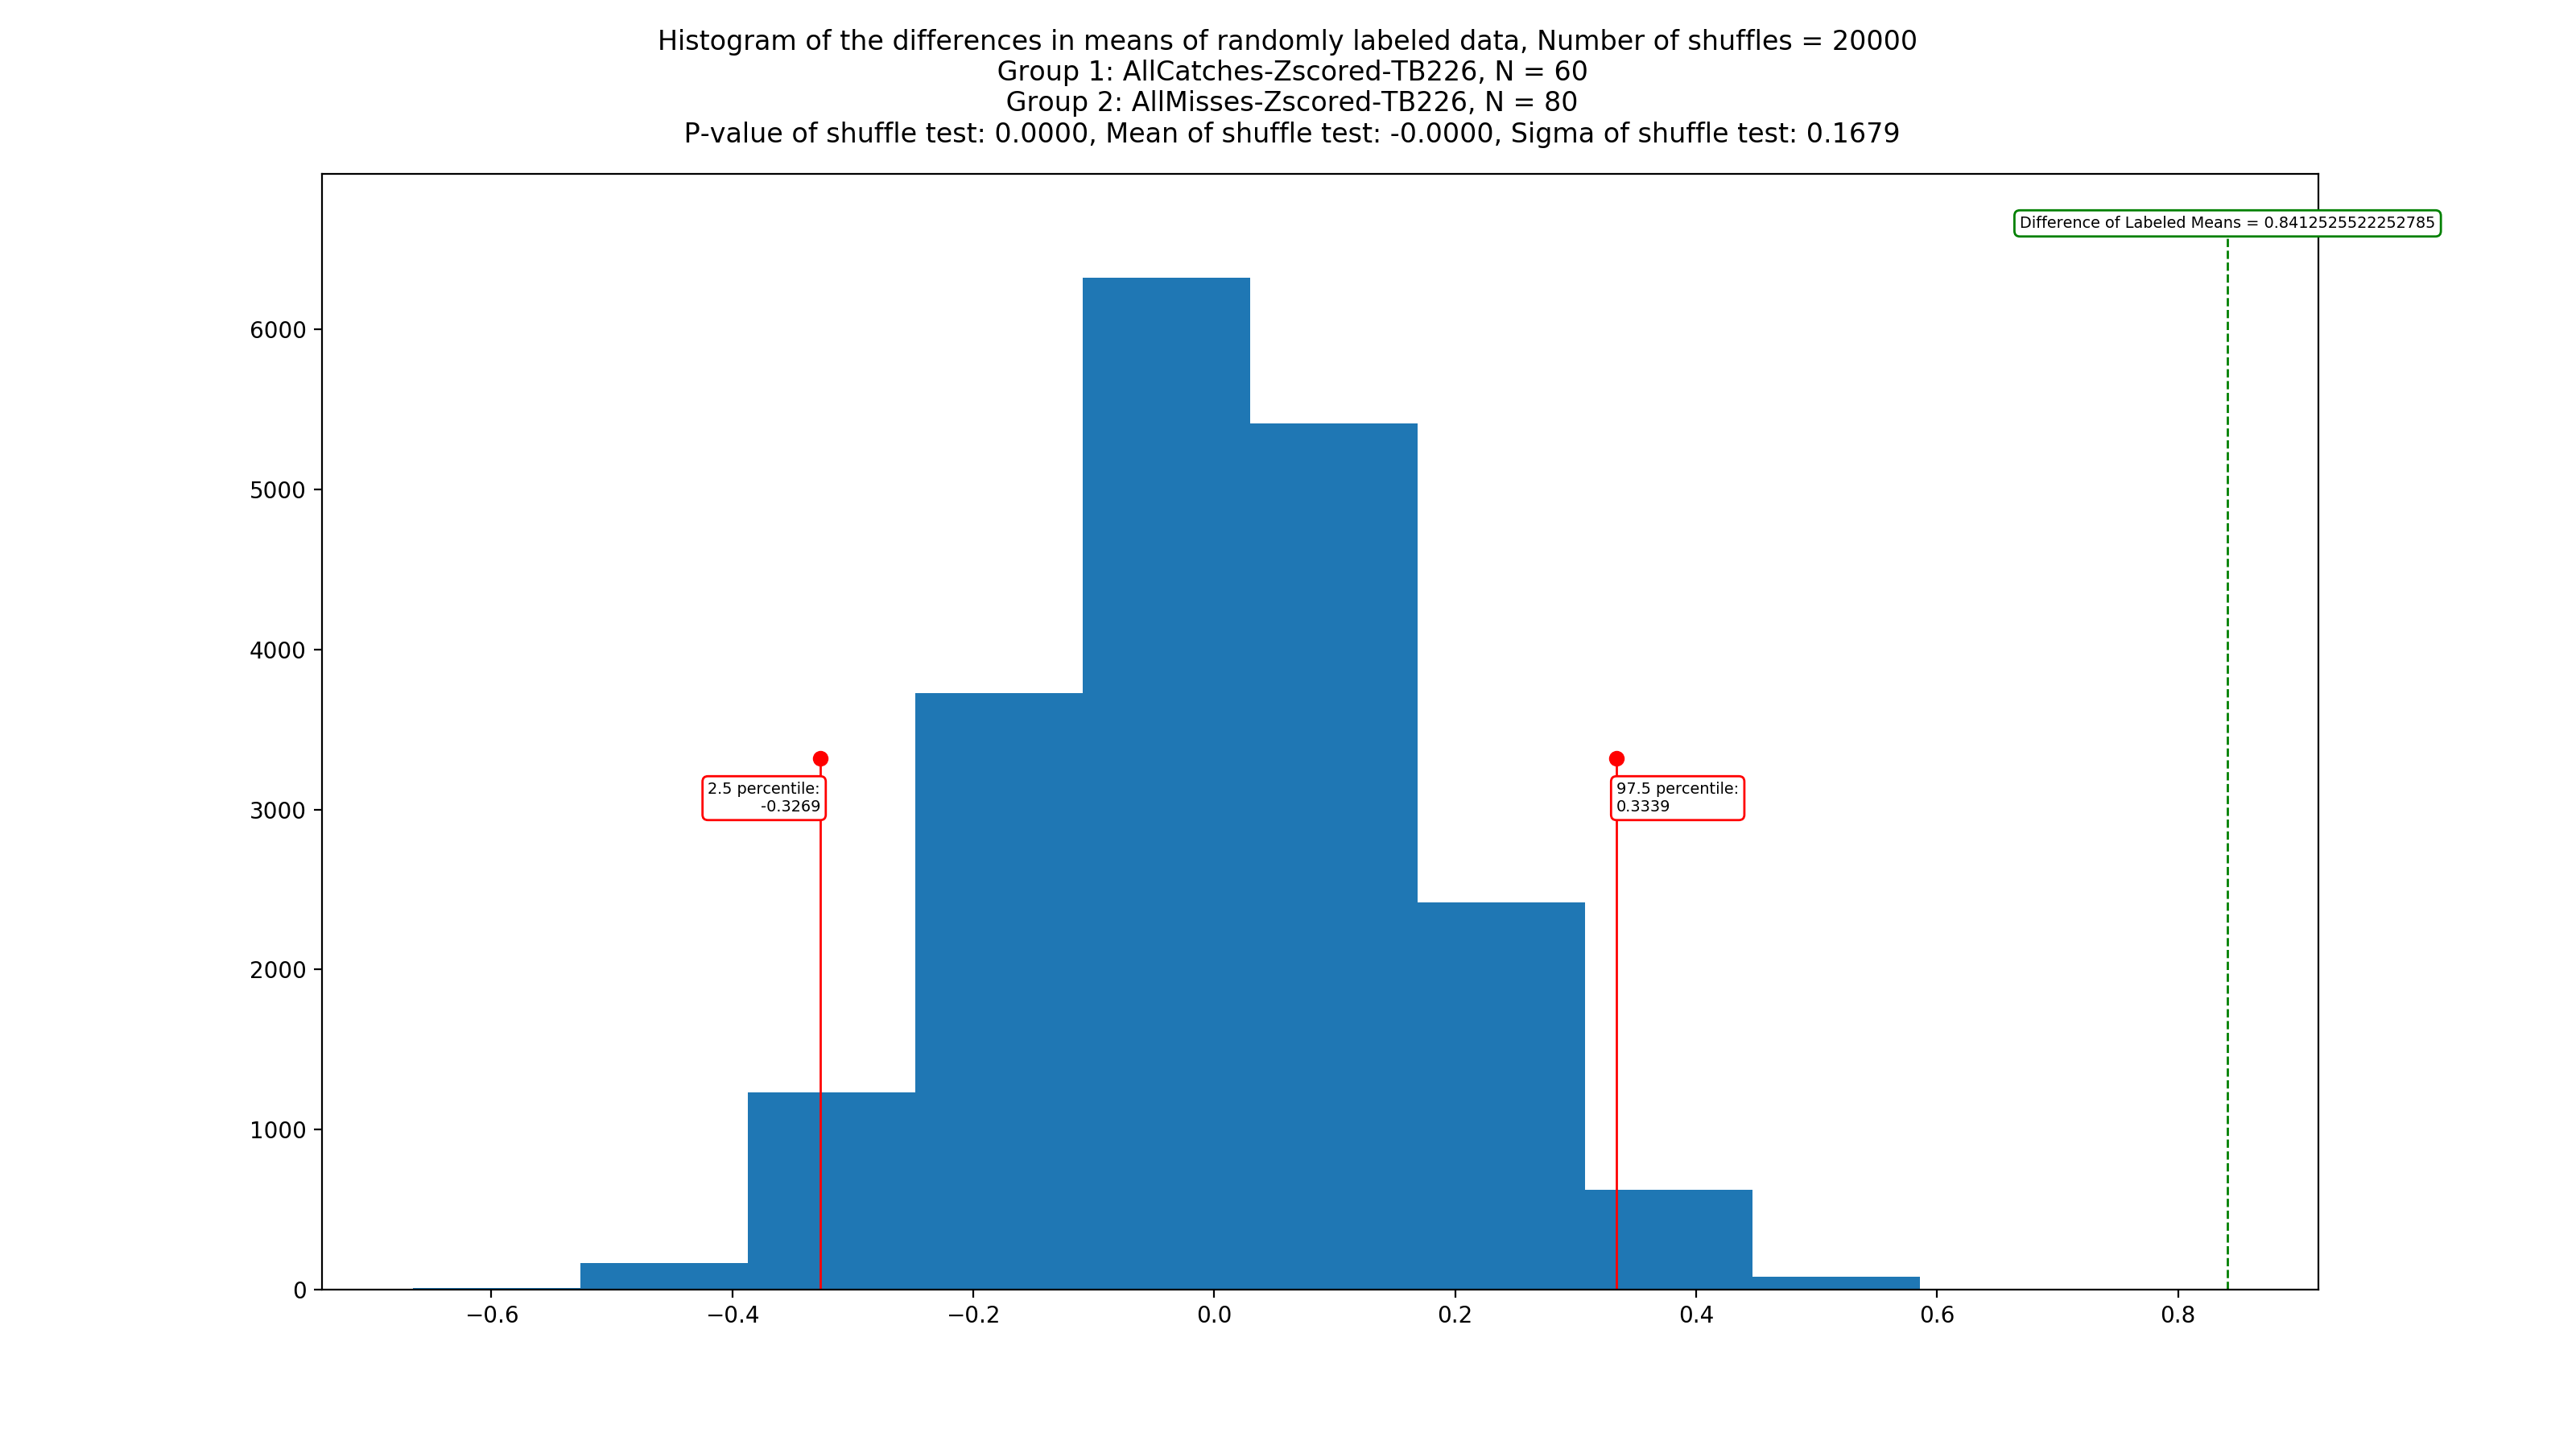 Histogram of the differences in means of randomly labeled data, Number of shuffles = 20000
Group 1: AllCatches-Zscored-TB226, N = 60
Group 2: AllMisses-Zscored-TB226, N = 80
P-value of shuffle test: 0.0000, Mean of shuffle test: -0.0000, Sigma of shuffle test: 0.1679
Difference of Labeled Means = 0.8412525522252785
6000
5000
4000
3000
2000
1000
0
2.5 percentile:
-0.3269
97.5 percentile:
0.3339
−0.6 −0.4 −0.2 0.0 0.2 0.4 0.6 0.8